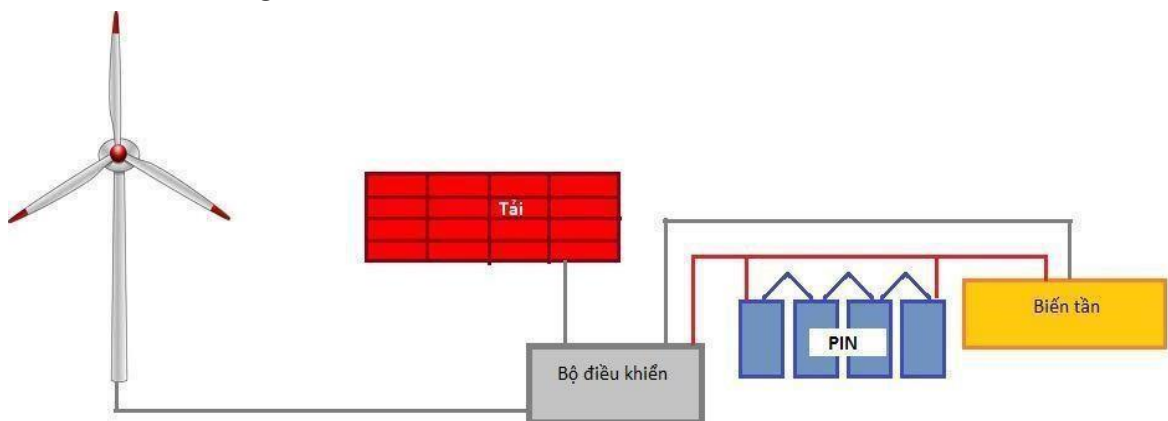 Tải
Biến tần
PIN
Bộ điều khiển